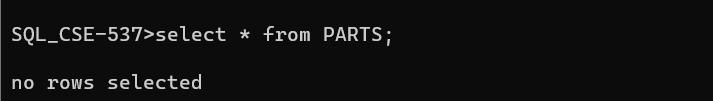 SQL_CSE-537>select * from PARTS;
no rows selected